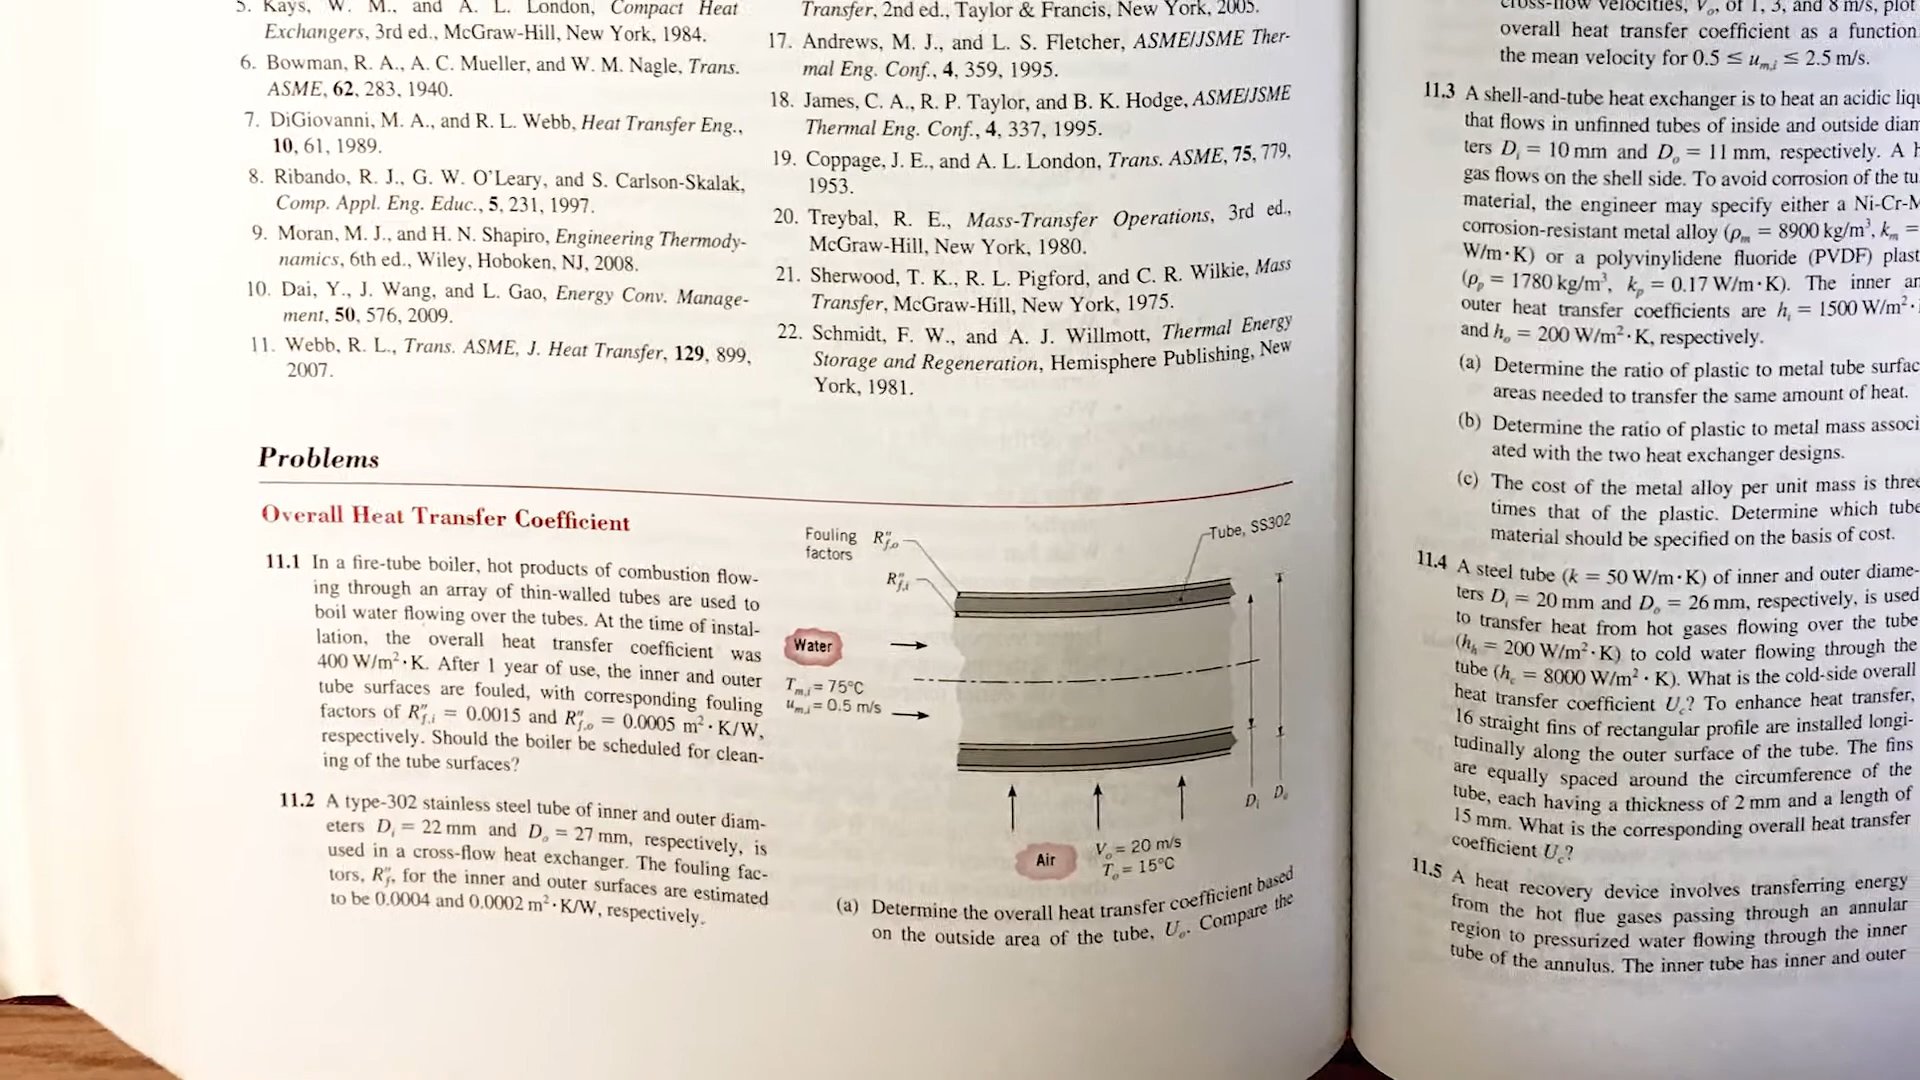 5. Kays, W. M., and A. L. London, Compact Heat
Exchangers, 3rd ed., McGraw-Hill, New York, 1984.
6. Bowman, R. A., A. C. Mueller, and W. M. Nagle, Trans.
ASME, 62, 283, 1940.
7. DiGiovanni, M. A., and R. L. Webb, Heat Transfer Eng.,
10, 61, 1989.
8. Ribando, R. J., G. W. O'Leary, and S. Carlson-Skalak,
Comp. Appl. Eng. Educ., 5, 231, 1997.
9. Moran, M. J., and H. N. Shapiro, Engineering Thermody-
namics, 6th ed., Wiley, Hoboken, NJ, 2008.
10. Dai, Y., J. Wang, and L. Gao, Energy Conv. Manage-
ment, 50, 576, 2009.
11. Webb, R. L., Trans. ASME, J. Heat Transfer, 129, 899,
2007.
Transfer, 2nd ed., Taylor & Francis, New York, 2005.
17. Andrews, M. J., and L. S. Fletcher, ASME/JSME Ther-
mal Eng. Conf., 4, 359, 1995.
18. James, C. A., R. P. Taylor, and B. K. Hodge, ASME/JSME
Thermal Eng. Conf., 4, 337, 1995.
19. Coppage, J. E., and A. L. London, Trans. ASME, 75, 779,
1953.
20. Treybal, R. E., Mass-Transfer Operations, 3rd ed.,
McGraw-Hill, New York, 1980.
21. Sherwood, T. K., R. L. Pigford, and C. R. Wilkie, Mass
Transfer, McGraw-Hill, New York, 1975.
22. Schmidt, F. W., and A. J. Willmott, Thermal Energy
Storage and Regeneration, Hemisphere Publishing, New
York, 1981.
Problems
Overall Heat Transfer Coefficient
11.1 In a fire-tube boiler, hot products of combustion flow-
ing through an array of thin-walled tubes are used to
boil water flowing over the tubes. At the time of instal-
lation, the overall heat transfer coefficient was
400 W/m²·K. After 1 year of use, the inner and outer
tube surfaces are fouled, with corresponding fouling
factors of R″f,i = 0.0015 and R″f,o = 0.0005 m²·K/W,
respectively. Should the boiler be scheduled for clean-
ing of the tube surfaces?
11.2 A type-302 stainless steel tube of inner and outer diam-
eters Di = 22 mm and Do = 27 mm, respectively, is
used in a cross-flow heat exchanger. The fouling fac-
tors, R″f, for the inner and outer surfaces are estimated
to be 0.0004 and 0.0002 m²·K/W, respectively.
Fouling R″f,o
factors
R″f,i
Tube, SS302
Water
Tm,i = 75°C
um,i = 0.5 m/s
Di Do
Air
Vo = 20 m/s
To = 15°C
(a) Determine the overall heat transfer coefficient based
on the outside area of the tube, Uo. Compare the
cross-flow velocities, Vo, of 1, 3, and 8 m/s, plot
overall heat transfer coefficient as a function
the mean velocity for 0.5 ≤ um,i ≤ 2.5 m/s.
11.3 A shell-and-tube heat exchanger is to heat an acidic liqu
that flows in unfinned tubes of inside and outside diam
ters Di = 10 mm and Do = 11 mm, respectively. A h
gas flows on the shell side. To avoid corrosion of the tu
material, the engineer may specify either a Ni-Cr-M
corrosion-resistant metal alloy (ρm = 8900 kg/m³, km =
W/m·K) or a polyvinylidene fluoride (PVDF) plast
(ρp = 1780 kg/m³, kp = 0.17 W/m·K). The inner an
outer heat transfer coefficients are hi = 1500 W/m²·
and ho = 200 W/m²·K, respectively.
(a) Determine the ratio of plastic to metal tube surfac
areas needed to transfer the same amount of heat.
(b) Determine the ratio of plastic to metal mass associ
ated with the two heat exchanger designs.
(c) The cost of the metal alloy per unit mass is three
times that of the plastic. Determine which tube
material should be specified on the basis of cost.
11.4 A steel tube (k = 50 W/m·K) of inner and outer diame-
ters Di = 20 mm and Do = 26 mm, respectively, is used
to transfer heat from hot gases flowing over the tube
(hh = 200 W/m²·K) to cold water flowing through the
tube (hc = 8000 W/m²·K). What is the cold-side overall
heat transfer coefficient Uc? To enhance heat transfer,
16 straight fins of rectangular profile are installed longi-
tudinally along the outer surface of the tube. The fins
are equally spaced around the circumference of the
tube, each having a thickness of 2 mm and a length of
15 mm. What is the corresponding overall heat transfer
coefficient Uc?
11.5 A heat recovery device involves transferring energy
from the hot flue gases passing through an annular
region to pressurized water flowing through the inner
tube of the annulus. The inner tube has inner and outer